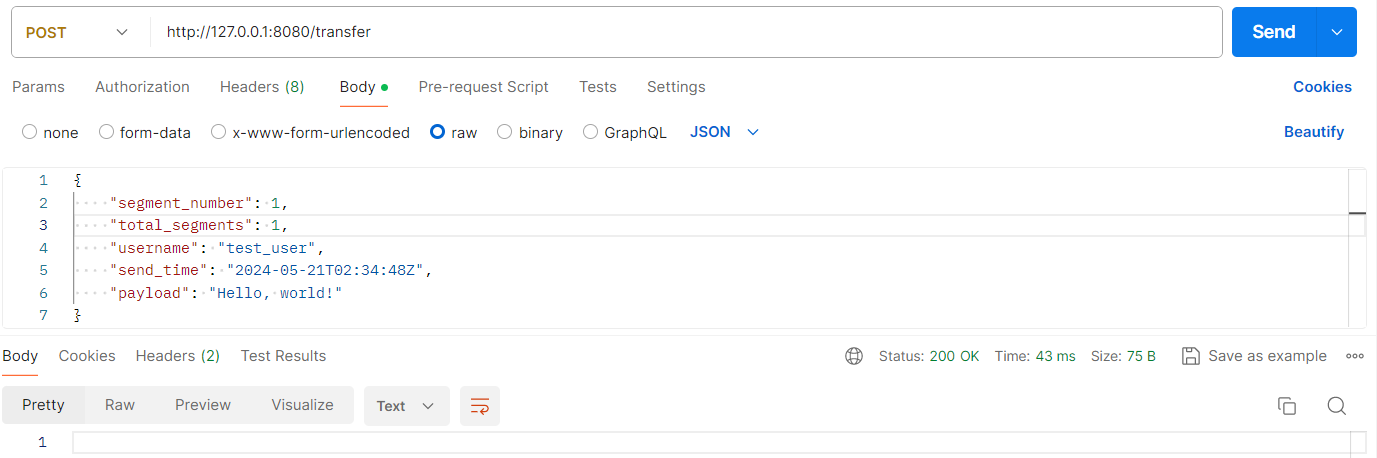 POST http://127.0.0.1:8080/transfer Send
Params Authorization Headers (8) Body Pre-request Script Tests Settings Cookies
none form-data x-www-form-urlencoded raw binary GraphQL JSON Beautify
1 {
2 "segment_number": 1,
3 "total_segments": 1,
4 "username": "test_user",
5 "send_time": "2024-05-21T02:34:48Z",
6 "payload": "Hello, world!"
7 }
Body Cookies Headers (2) Test Results Status: 200 OK Time: 43 ms Size: 75 B Save as example
Pretty Raw Preview Visualize Text
1